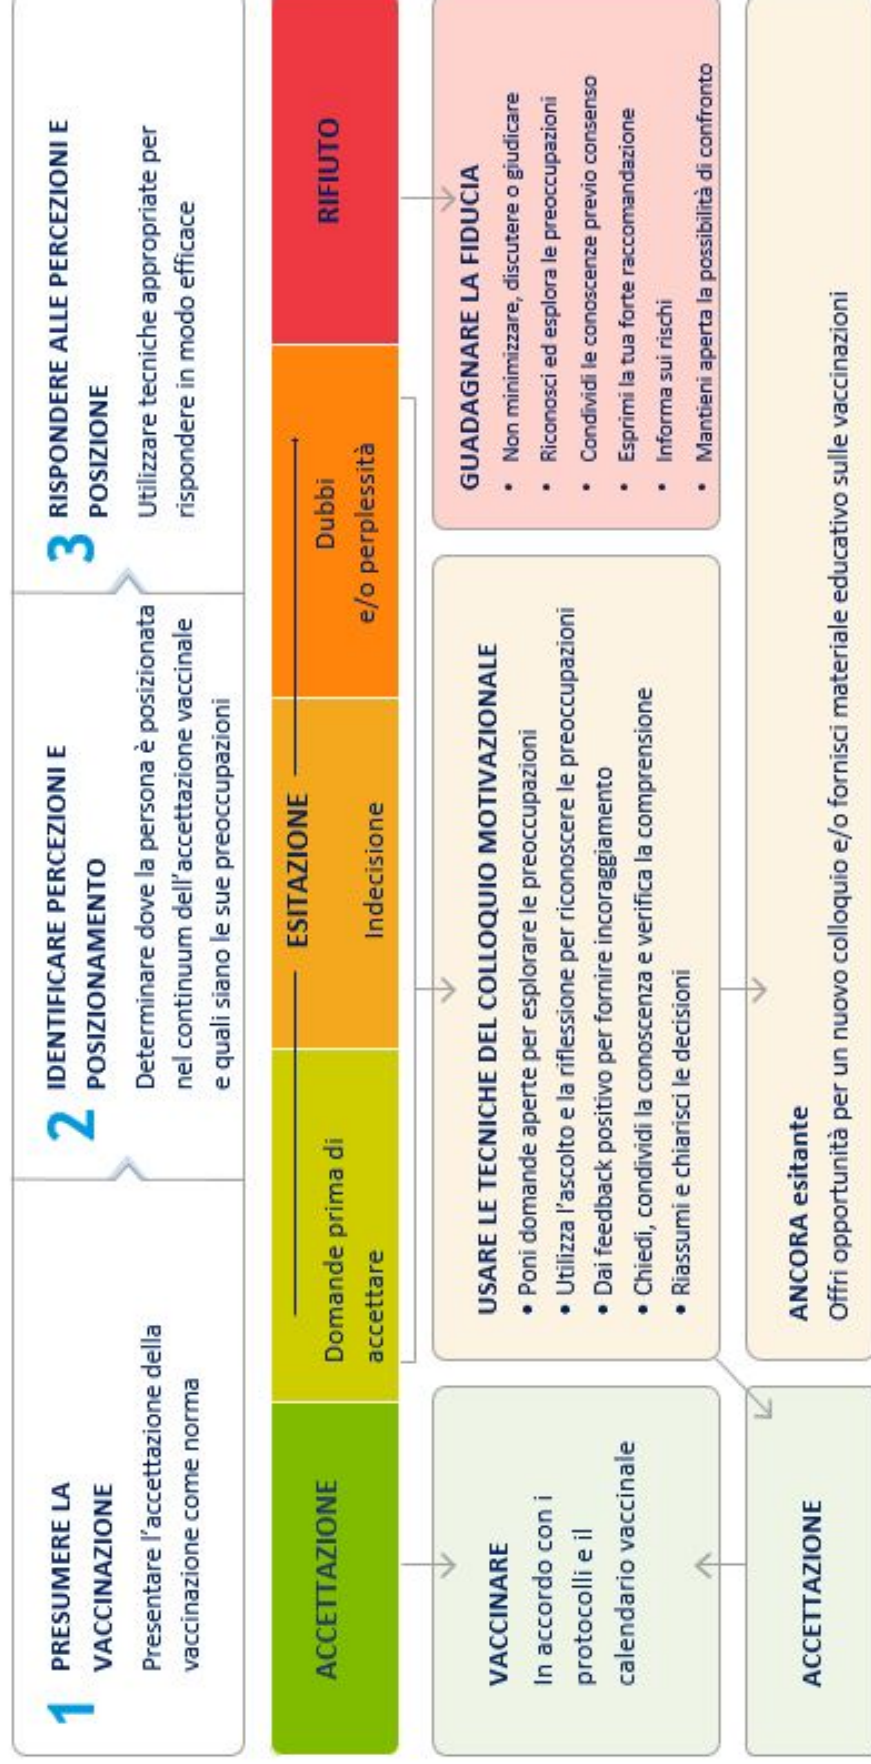 1
PRESUMERE LA
VACCINAZIONE
Presentare l'accettazione della
vaccinazione come norma
2
IDENTIFICARE PERCEZIONI E
POSIZIONAMENTO
Determinare dove la persona è posizionata
nel continuum dell'accettazione vaccinale
e quali siano le sue preoccupazioni
3
RISPONDERE ALLE PERCEZIONI E
POSIZIONE
Utilizzare tecniche appropriate per
rispondere in modo efficace
ACCETTAZIONE
ESITAZIONE
Domande prima di
accettare
Indecisione
Dubbi
e/o perplessità
RIFIUTO
VACCINARE
In accordo con i
protocolli e il
calendario vaccinale
USARE LE TECNICHE DEL COLLOQUIO MOTIVAZIONALE
• Poni domande aperte per esplorare le preoccupazioni
• Utilizza l'ascolto e la riflessione per riconoscere le preoccupazioni
• Dai feedback positivo per fornire incoraggiamento
• Chiedi, condividi la conoscenza e verifica la comprensione
• Riassumi e chiarisci le decisioni
GUADAGNARE LA FIDUCIA
• Non minimizzare, discutere o giudicare
• Riconosci ed esplora le preoccupazioni
• Condividi le conoscenze previo consenso
• Esprimi la tua forte raccomandazione
• Informa sui rischi
• Mantieni aperta la possibilità di confronto
ACCETTAZIONE
ANCORA esitante
Offri opportunità per un nuovo colloquio e/o fornisci materiale educativo sulle vaccinazioni